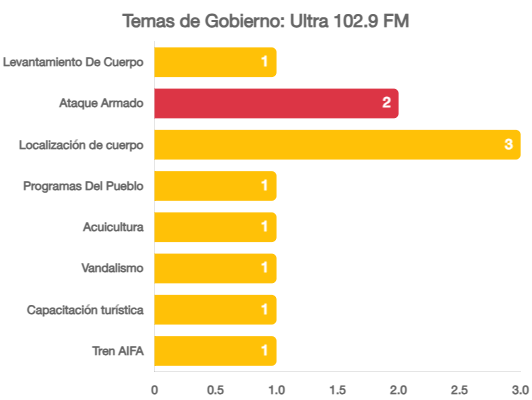 Temas de Gobierno: Ultra 102.9 FM
Levantamiento De Cuerpo 1
Ataque Armado 2
Localización de cuerpo 3
Programas Del Pueblo 1
Acuicultura 1
Vandalismo 1
Capacitación turística 1
Tren AIFA 1
0 0.5 1.0 1.5 2.0 2.5 3.0